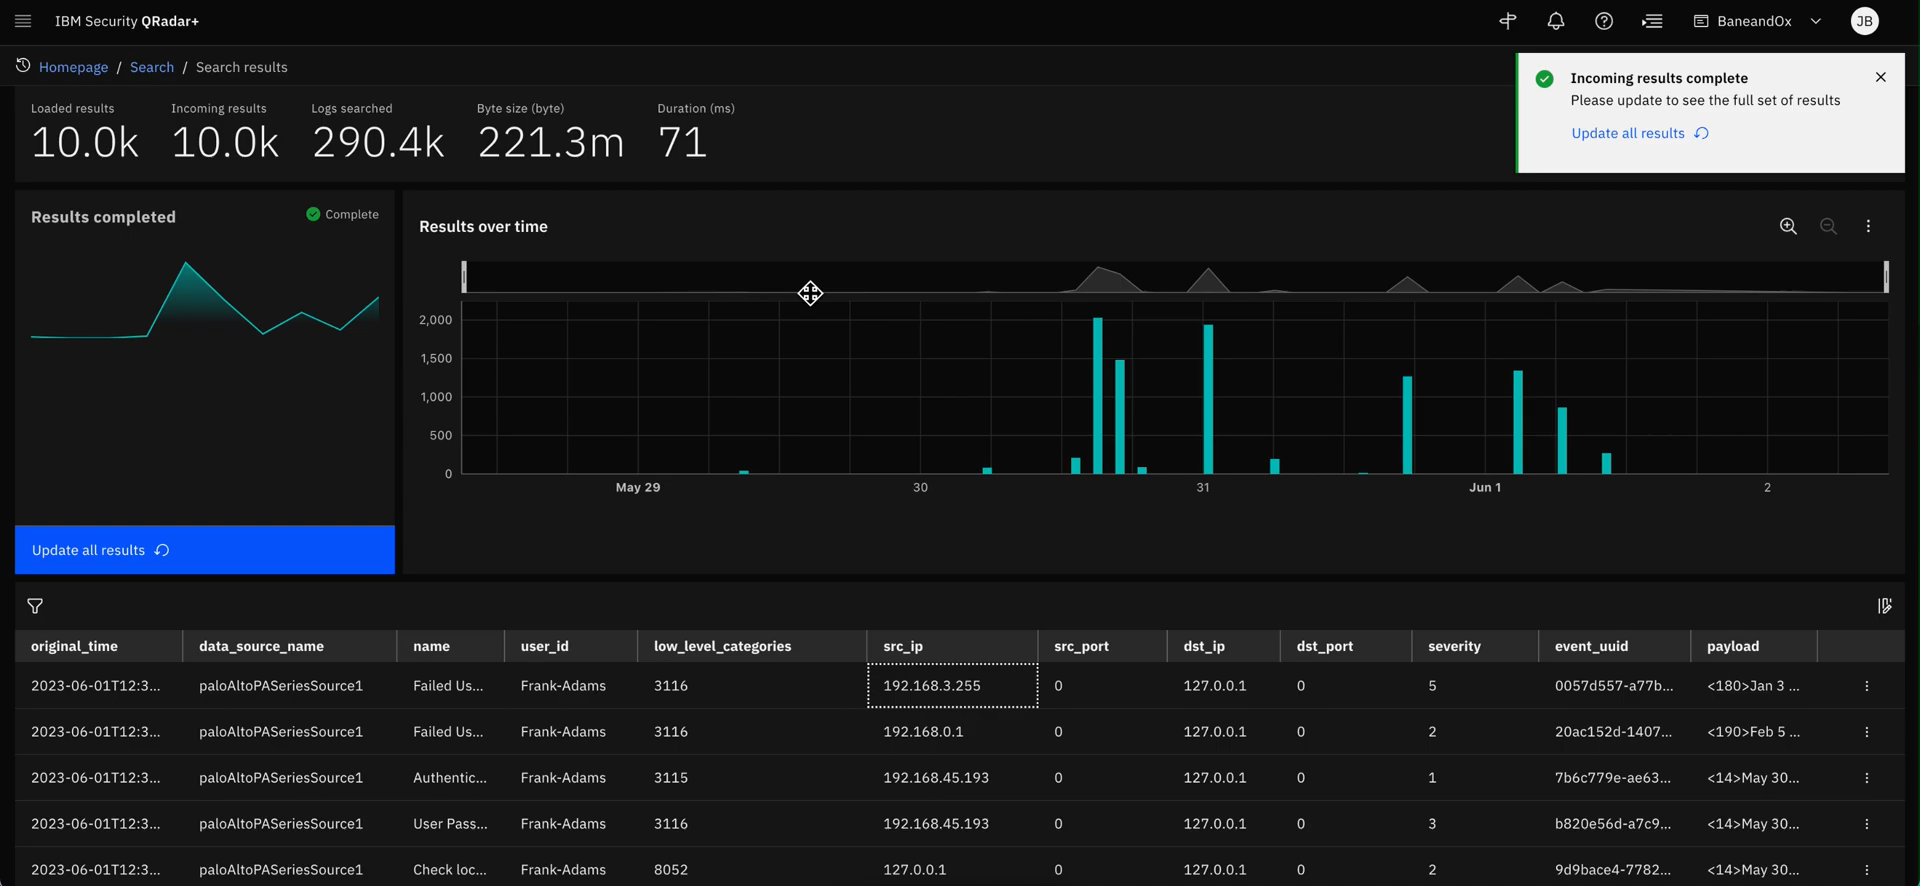 IBM Security QRadar+
BaneandOx
JB
Homepage / Search / Search results
Incoming results complete
Please update to see the full set of results
Update all results
Loaded results Incoming results Logs searched Byte size (byte) Duration (ms)
10.0k 10.0k 290.4k 221.3m 71
Results completed
Complete
Update all results
Results over time
2,000
1,500
1,000
500
0
May 29 30 31 Jun 1 2
original_time data_source_name name user_id low_level_categories src_ip src_port dst_ip dst_port severity event_uuid payload
2023-06-01T12:3... paloAltoPASeriesSource1 Failed Us... Frank-Adams 3116 192.168.3.255 0 127.0.0.1 0 5 0057d557-a77b... <180>Jan 3 ...
2023-06-01T12:3... paloAltoPASeriesSource1 Failed Us... Frank-Adams 3116 192.168.0.1 0 127.0.0.1 0 2 20ac152d-1407... <190>Feb 5 ...
2023-06-01T12:3... paloAltoPASeriesSource1 Authentic... Frank-Adams 3115 192.168.45.193 0 127.0.0.1 0 1 7b6c779e-ae63... <14>May 30...
2023-06-01T12:3... paloAltoPASeriesSource1 User Pass... Frank-Adams 3116 192.168.45.193 0 127.0.0.1 0 3 b820e56d-a7c9... <14>May 30...
2023-06-01T12:3... paloAltoPASeriesSource1 Check loc... Frank-Adams 8052 127.0.0.1 0 127.0.0.1 0 2 9d9bace4-7782... <14>May 30...